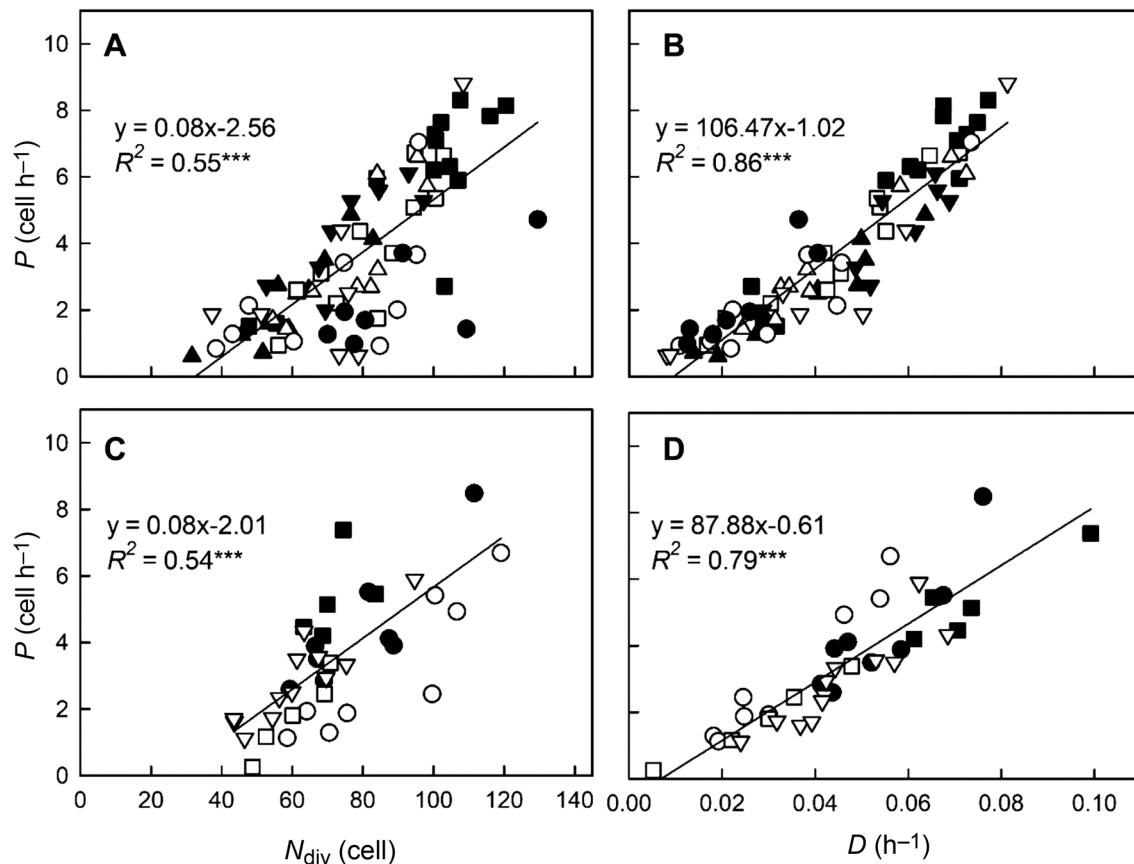 A
y = 0.08x-2.56
R² = 0.55***
10
8
6
4
2
0
P (cell h⁻¹)
B
y = 106.47x-1.02
R² = 0.86***
C
y = 0.08x-2.01
R² = 0.54***
10
8
6
4
2
0
P (cell h⁻¹)
0 20 40 60 80 100 120 140
N_div (cell)
D
y = 87.88x-0.61
R² = 0.79***
0.00 0.02 0.04 0.06 0.08 0.10
D (h⁻¹)